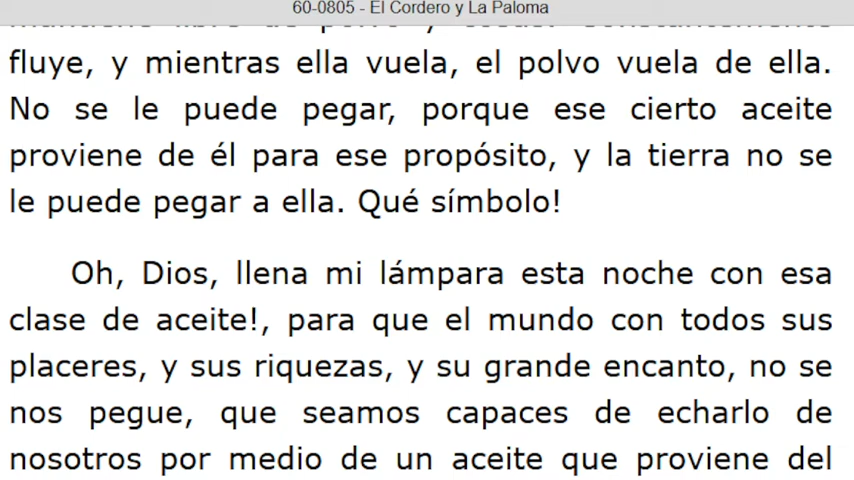 60-0805 - El Cordero y La Paloma
fluye, y mientras ella vuela, el polvo vuela de ella.
No se le puede pegar, porque ese cierto aceite
proviene de él para ese propósito, y la tierra no se
le puede pegar a ella. Qué símbolo!
Oh, Dios, llena mi lámpara esta noche con esa
clase de aceite!, para que el mundo con todos sus
placeres, y sus riquezas, y su grande encanto, no se
nos pegue, que seamos capaces de echarlo de
nosotros por medio de un aceite que proviene del